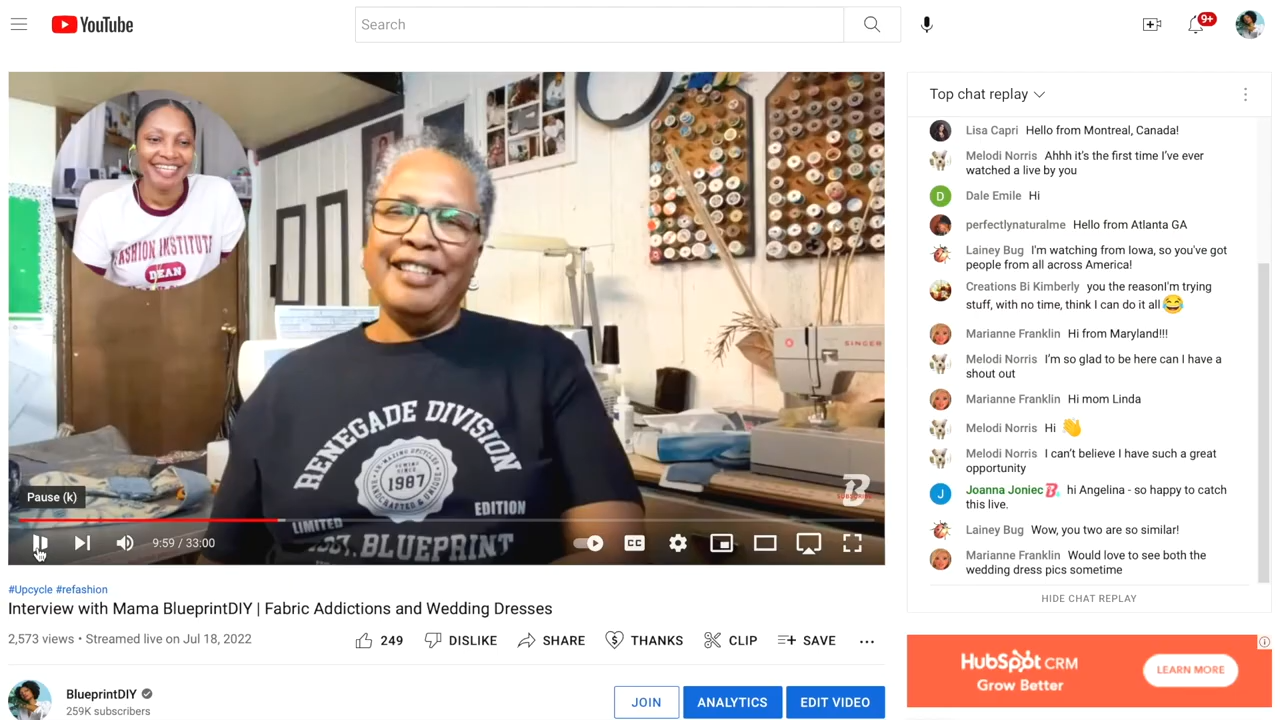 YouTube
Search
9+
FASHION INSTITUTE
DEAN
SINGER
RENEGADE DIVISION
SINCE
1987
EDITION
LIMITED
EST. BLUEPRINT
B
SUBSCRIBE
Pause (k)
9:59 / 33:00
CC
#Upcycle #refashion
Interview with Mama BlueprintDIY | Fabric Addictions and Wedding Dresses
2,573 views • Streamed live on Jul 18, 2022
249
DISLIKE
SHARE
THANKS
CLIP
SAVE
BlueprintDIY
259K subscribers
JOIN
ANALYTICS
EDIT VIDEO
Top chat replay
Lisa Capri Hello from Montreal, Canada!
Melodi Norris Ahhh it's the first time I've ever
watched a live by you
D
Dale Emile Hi
perfectlynaturalme Hello from Atlanta GA
Lainey Bug I'm watching from Iowa, so you've got
people from all across America!
Creations Bi Kimberly you the reasonI'm trying
stuff, with no time, think I can do it all😂
Marianne Franklin Hi from Maryland!!!
Melodi Norris I'm so glad to be here can I have a
shout out
Marianne Franklin Hi mom Linda
Melodi Norris Hi 👋
Melodi Norris I can't believe I have such a great
opportunity
J
Joanna Joniec B. hi Angelina - so happy to catch
this live.
Lainey Bug Wow, you two are so similar!
Marianne Franklin Would love to see both the
wedding dress pics sometime
HIDE CHAT REPLAY
HubSpot CRM
Grow Better
LEARN MORE